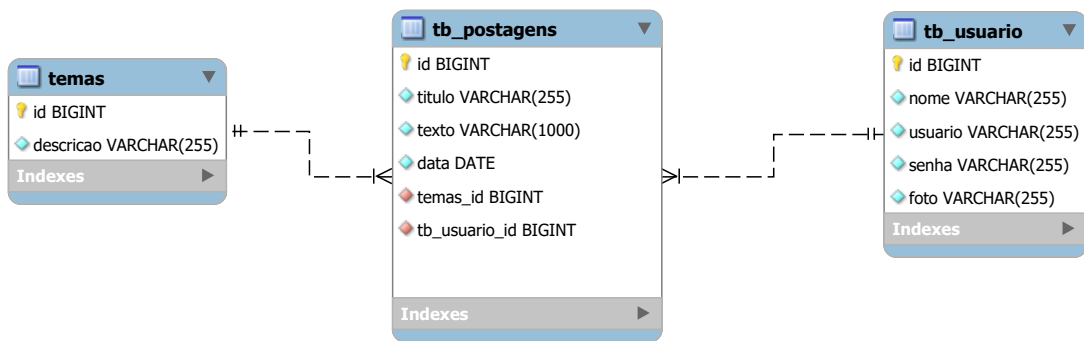 temas
id BIGINT
descricao VARCHAR(255)
Indexes
tb_postagens
id BIGINT
titulo VARCHAR(255)
texto VARCHAR(1000)
data DATE
temas_id BIGINT
tb_usuario_id BIGINT
Indexes
tb_usuario
id BIGINT
nome VARCHAR(255)
usuario VARCHAR(255)
senha VARCHAR(255)
foto VARCHAR(255)
Indexes